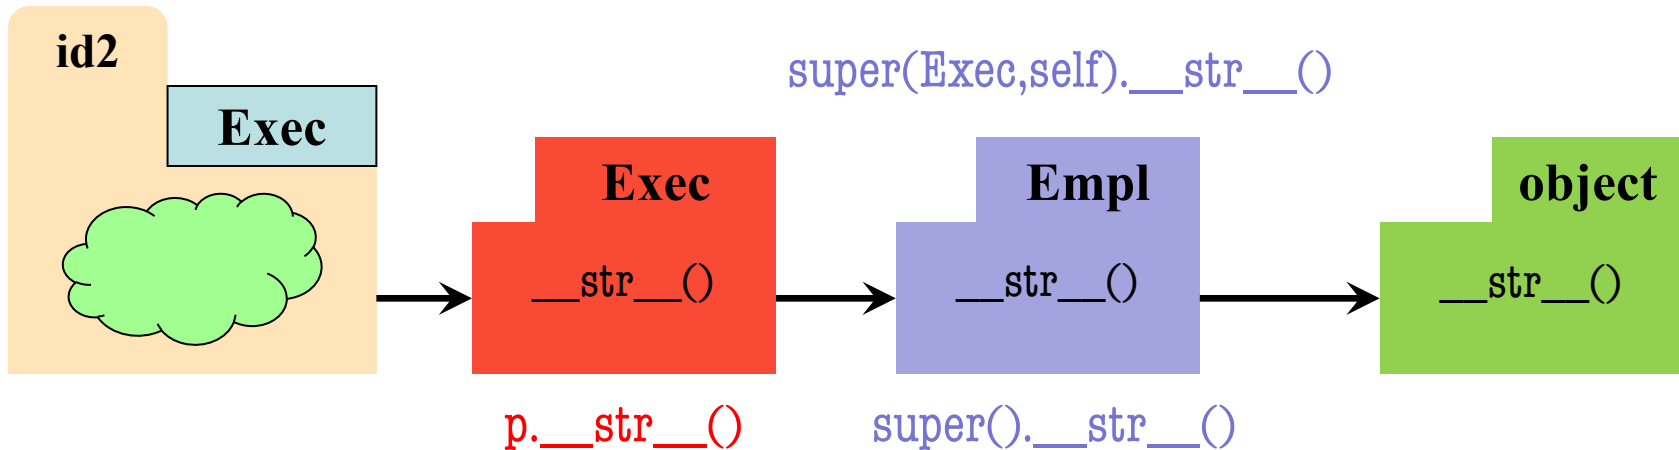 id2
Exec
super(Exec,self).__str__()
Exec
Empl
object
__str__()
__str__()
__str__()
p.__str__()
super().__str__()